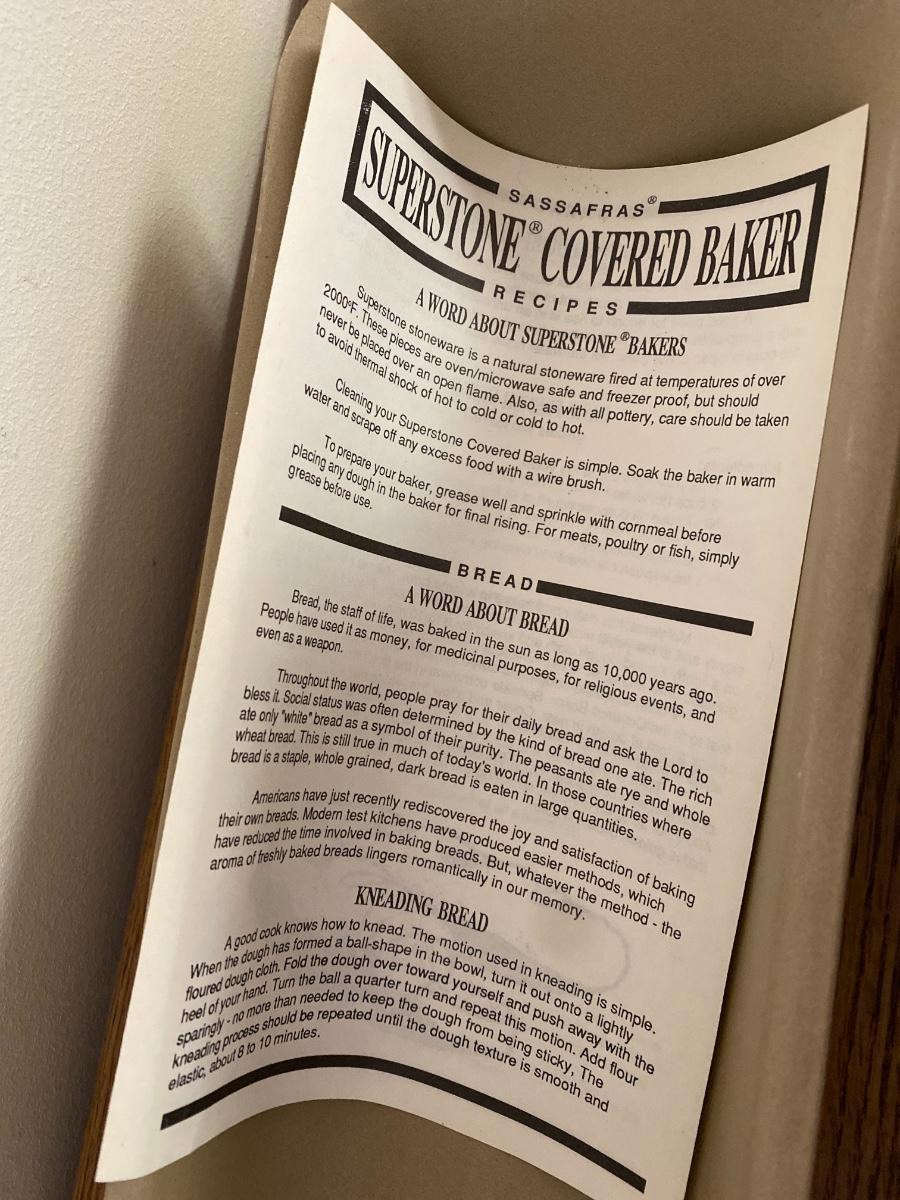 SASSAFRAS®
SUPERSTONE® COVERED BAKER
RECIPES
A WORD ABOUT SUPERSTONE ®BAKERS
Superstone stoneware is a natural stoneware fired at temperatures of over
2000°F. These pieces are oven/microwave safe and freezer proof, but should
never be placed over an open flame. Also, as with all pottery, care should be taken
to avoid thermal shock of hot to cold or cold to hot.
Cleaning your Superstone Covered Baker is simple. Soak the baker in warm
water and scrape off any excess food with a wire brush.
To prepare your baker, grease well and sprinkle with cornmeal before
placing any dough in the baker for final rising. For meats, poultry or fish, simply
grease before use.
BREAD
A WORD ABOUT BREAD
Bread, the staff of life, was baked in the sun as long as 10,000 years ago.
People have used it as money, for medicinal purposes, for religious events, and
even as a weapon.
Throughout the world, people pray for their daily bread and ask the Lord to
bless it. Social status was often determined by the kind of bread one ate. The rich
ate only "white" bread as a symbol of their purity. The peasants ate rye and whole
wheat bread. This is still true in much of today's world. In those countries where
bread is a staple, whole grained, dark bread is eaten in large quantities.
Americans have just recently rediscovered the joy and satisfaction of baking
their own breads. Modern test kitchens have produced easier methods, which
have reduced the time involved in baking breads. But, whatever the method - the
aroma of freshly baked breads lingers romantically in our memory.
KNEADING BREAD
A good cook knows how to knead. The motion used in kneading is simple.
When the dough has formed a ball-shape in the bowl, turn it out onto a lightly
floured dough cloth. Fold the dough over toward yourself and push away with the
heel of your hand. Turn the ball a quarter turn and repeat this motion. Add flour
sparingly - no more than needed to keep the dough from being sticky, The
kneading process should be repeated until the dough texture is smooth and
elastic, about 8 to 10 minutes.